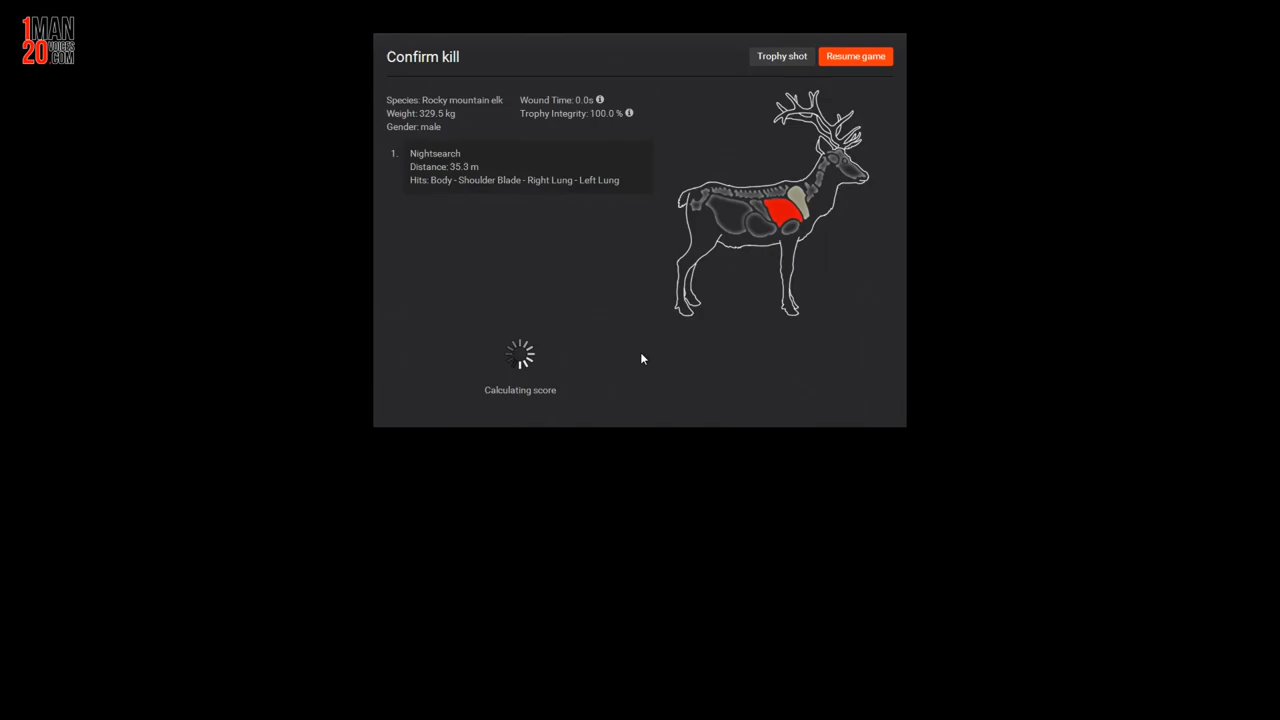 1MAN
20 VOICES
.COM
Confirm kill
Trophy shot
Resume game
Species: Rocky mountain elk
Weight: 329.5 kg
Gender: male
Wound Time: 0.0s
Trophy Integrity: 100.0 %
1. Nightsearch
Distance: 35.3 m
Hits: Body - Shoulder Blade - Right Lung - Left Lung
Calculating score